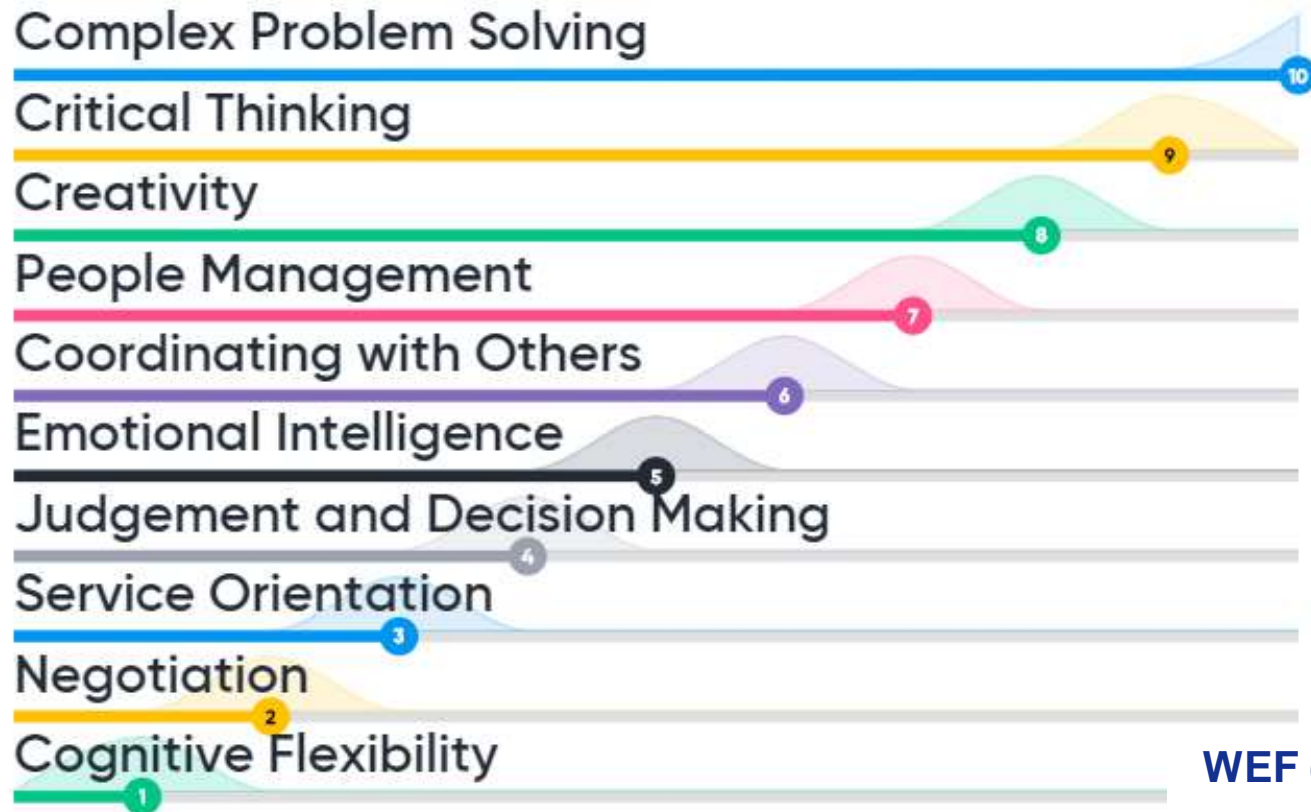 Complex Problem Solving
10
Critical Thinking
9
Creativity
8
People Management
7
Coordinating with Others
6
Emotional Intelligence
5
Judgement and Decision Making
4
Service Orientation
3
Negotiation
2
Cognitive Flexibility
WEF
1